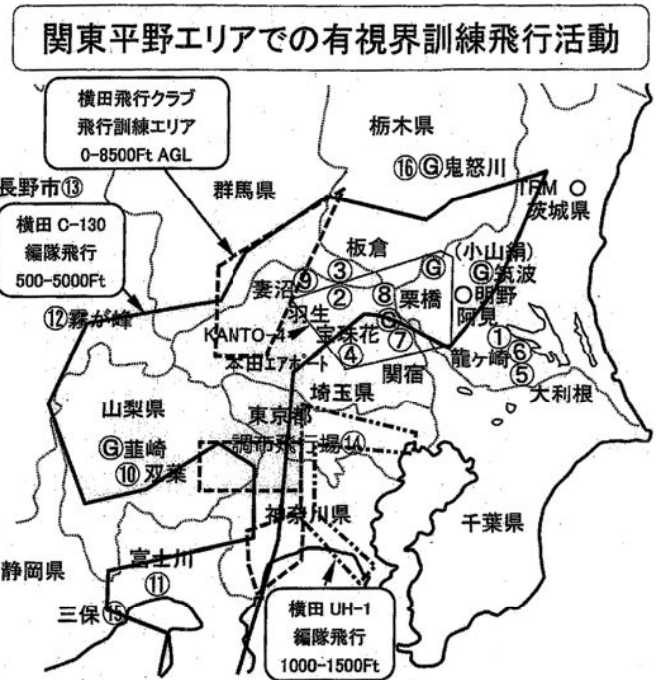 関東平野エリアでの有視界訓練飛行活動
横田飛行クラブ
飛行訓練エリア
0-8500Ft AGL
栃木県
⑯Ⓖ鬼怒川
長野市⑬
群馬県
TRM
茨城県
横田 C-130
編隊飛行
500-5000Ft
板倉
(小山絹)
妻沼
⑨
③
Ⓖ
Ⓖ筑波
②
⑧
栗橋
明野
羽生
⑫霧が峰
KANTO-4
宝珠花
Ⓖ
⑦
阿見
①
本田エアポート
④
龍ヶ崎
⑥
⑤
関宿
大利根
埼玉県
山梨県
東京都
調布飛行場⑭
Ⓖ韮崎
⑩双葉
神奈川県
千葉県
静岡県
富士川
⑪
三保⑮
横田 UH-1
編隊飛行
1000-1500Ft